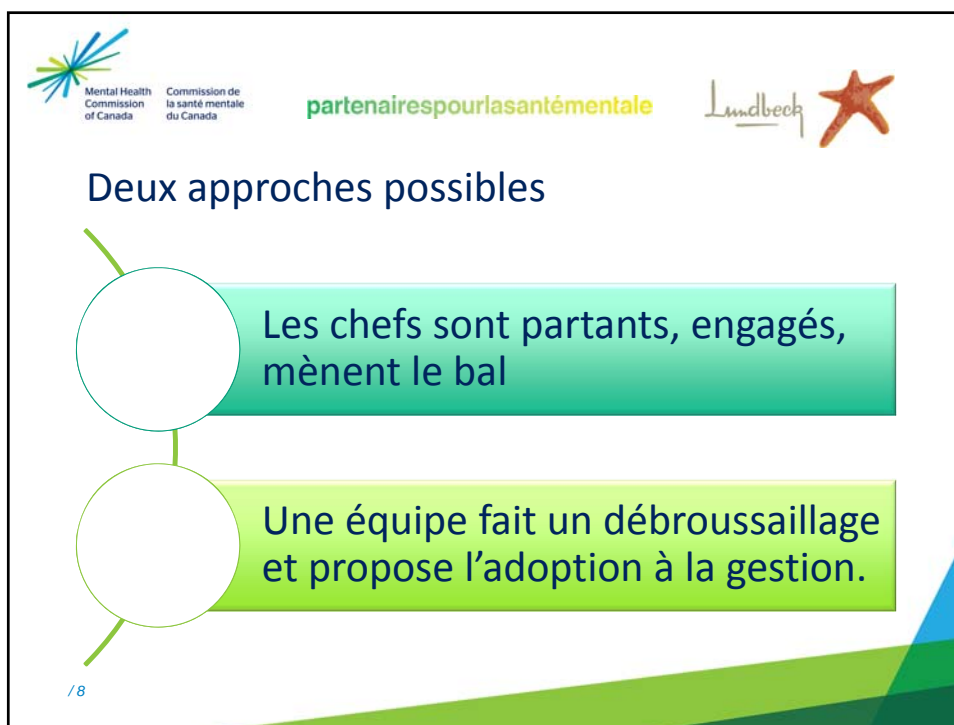 Mental Health
Commission
of Canada
Commission de
la santé mentale
du Canada
partenairespourlasantémentale
Lundbeck
Deux approches possibles
Les chefs sont partants, engagés,
mènent le bal
Une équipe fait un débroussaillage
et propose l’adoption à la gestion.
/ 8